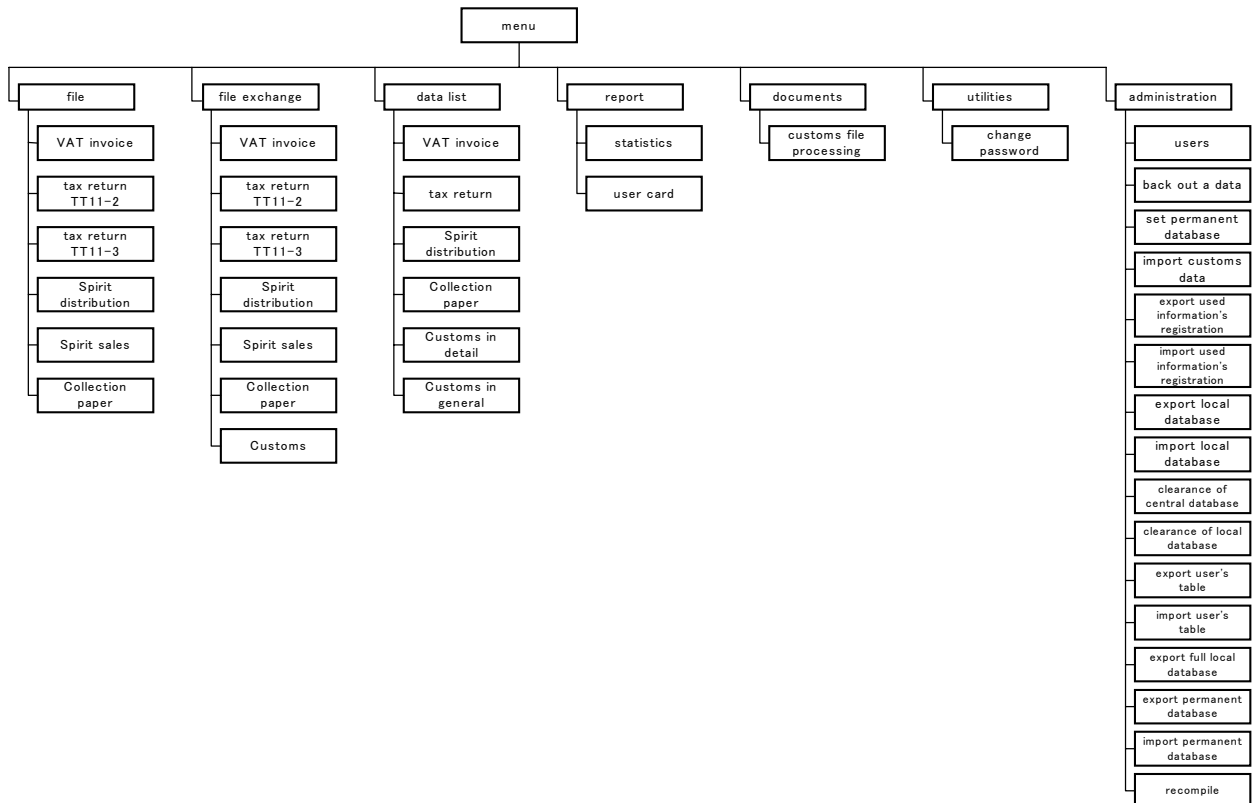 menu
file
VAT invoice
tax return
TT11-2
tax return
TT11-3
Spirit
distribution
Spirit sales
Collection
paper
file exchange
VAT invoice
tax return
TT11-2
tax return
TT11-3
Spirit
distribution
Spirit sales
Collection
paper
Customs
data list
VAT invoice
tax return
Spirit
distribution
Collection
paper
Customs in
detail
Customs in
general
report
statistics
user card
documents
customs file
processing
utilities
change
password
administration
users
back out a data
set permanent
database
import customs
data
export used
information's
registration
import used
information's
registration
export local
database
import local
database
clearance of
central database
clearance of local
database
export user's
table
import user's
table
export full local
database
export permanent
database
import permanent
database
recompile